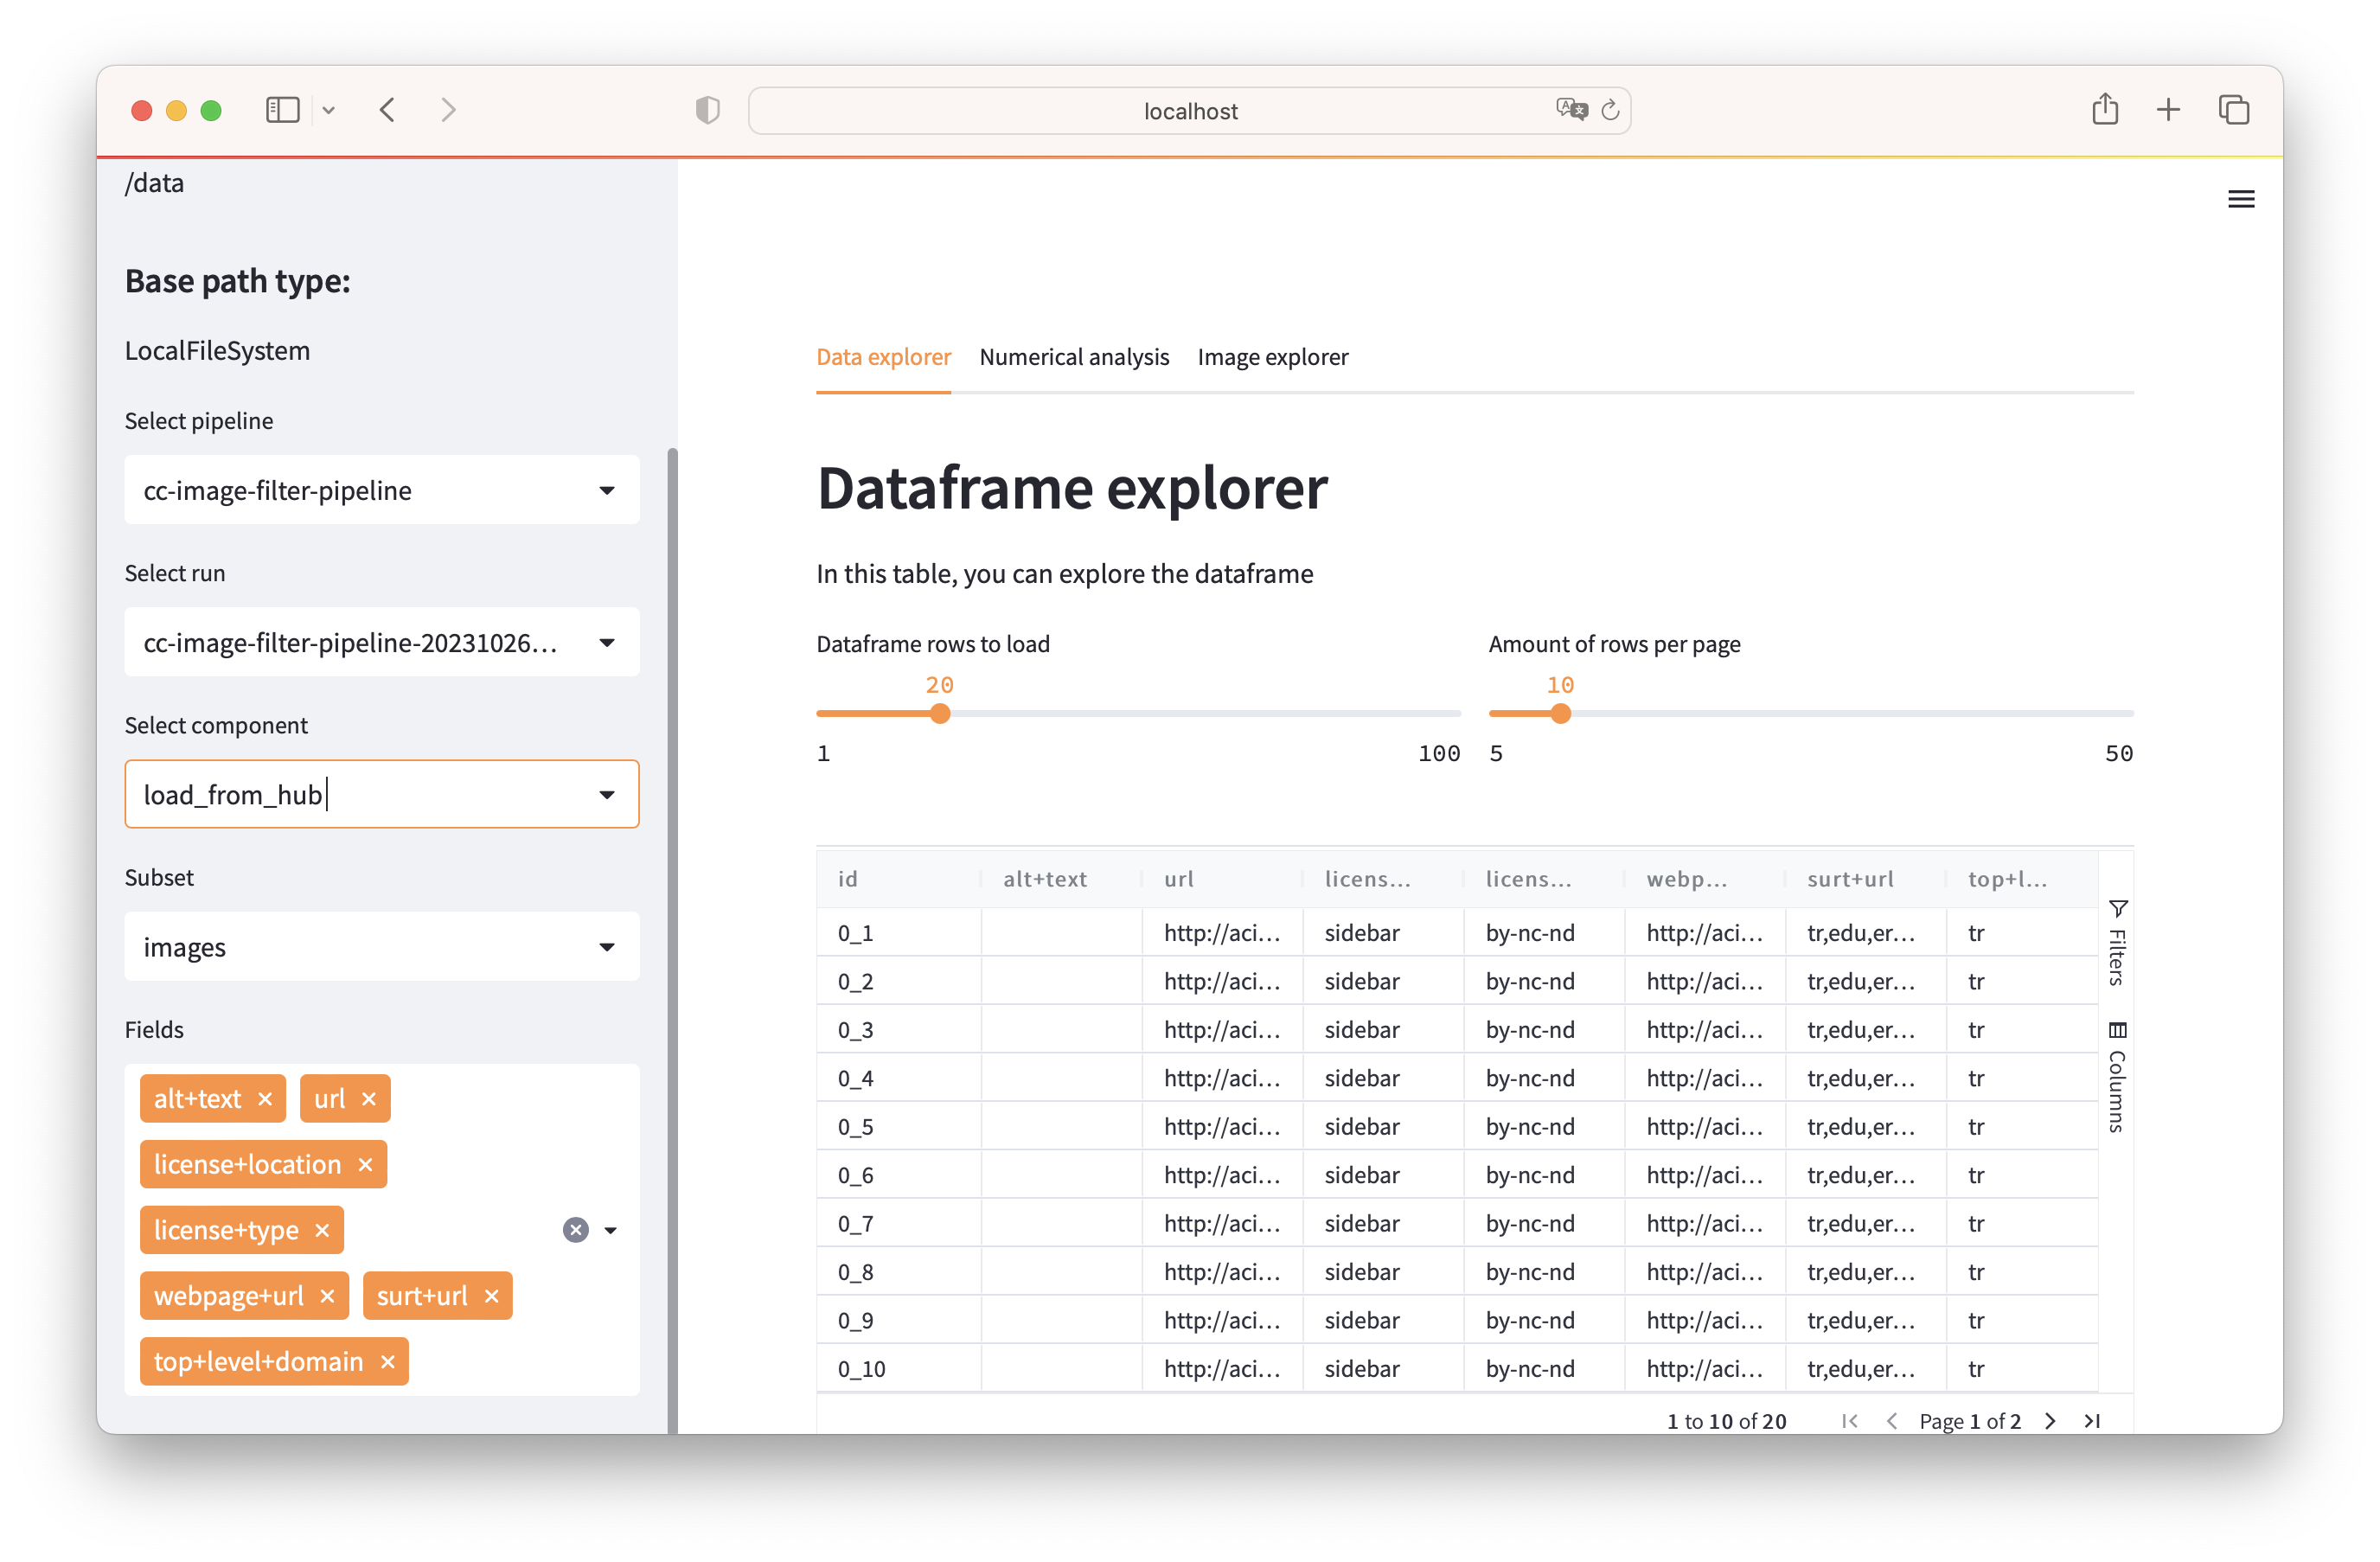 localhost
/data
Base path type:
LocalFileSystem
Select pipeline
cc-image-filter-pipeline
Select run
cc-image-filter-pipeline-20231026...
Select component
load_from_hub
Subset
images
Fields
alt+text url
license+location
license+type
webpage+url surt+url
top+level+domain
Data explorer Numerical analysis Image explorer
Dataframe explorer
In this table, you can explore the dataframe
Dataframe rows to load
20
1 100
Amount of rows per page
10
5 50
id alt+text url licens... licens... webp... surt+url top+l...
0_1 http://aci... sidebar by-nc-nd http://aci... tr,edu,er... tr
0_2 http://aci... sidebar by-nc-nd http://aci... tr,edu,er... tr
0_3 http://aci... sidebar by-nc-nd http://aci... tr,edu,er... tr
0_4 http://aci... sidebar by-nc-nd http://aci... tr,edu,er... tr
0_5 http://aci... sidebar by-nc-nd http://aci... tr,edu,er... tr
0_6 http://aci... sidebar by-nc-nd http://aci... tr,edu,er... tr
0_7 http://aci... sidebar by-nc-nd http://aci... tr,edu,er... tr
0_8 http://aci... sidebar by-nc-nd http://aci... tr,edu,er... tr
0_9 http://aci... sidebar by-nc-nd http://aci... tr,edu,er... tr
0_10 http://aci... sidebar by-nc-nd http://aci... tr,edu,er... tr
Filters
Columns
1 to 10 of 20 Page 1 of 2